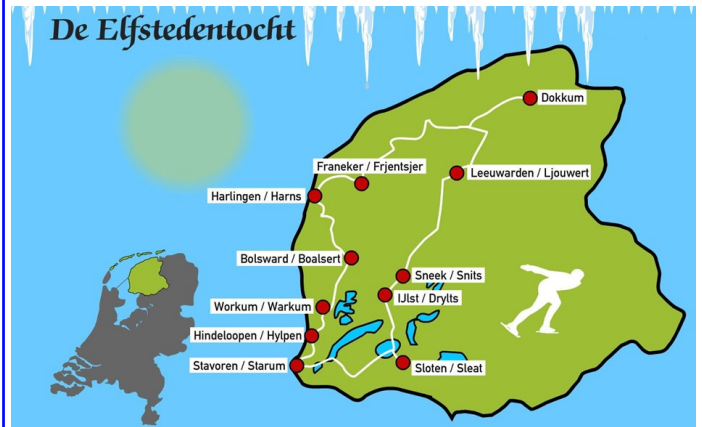 De Elfstedentocht
Dokkum
Franeker / Frjentsjer
Leeuwarden / Ljouwert
Harlingen / Harns
Bolsward / Boalsert
Sneek / Snits
IJlst / Drylts
Workum / Warkum
Hindeloopen / Hylpen
Stavoren / Starum
Sloten / Sleat